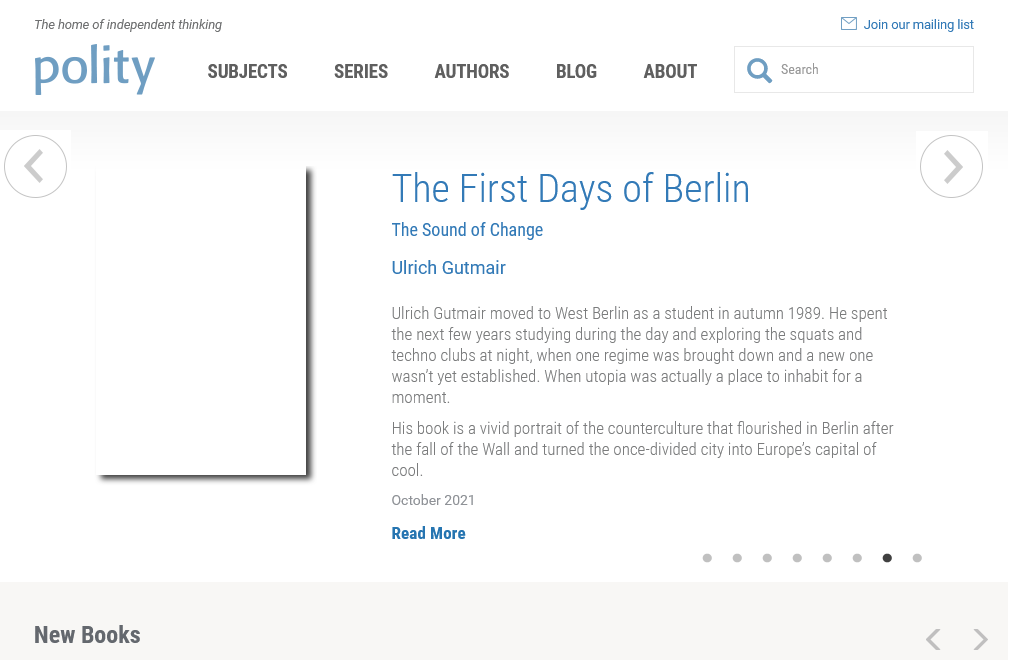 The home of independent thinking
Join our mailing list
polity
SUBJECTS SERIES AUTHORS BLOG ABOUT
Search
The First Days of Berlin
The Sound of Change
Ulrich Gutmair
Ulrich Gutmair moved to West Berlin as a student in autumn 1989. He spent
the next few years studying during the day and exploring the squats and
techno clubs at night, when one regime was brought down and a new one
wasn’t yet established. When utopia was actually a place to inhabit for a
moment.
His book is a vivid portrait of the counterculture that flourished in Berlin after
the fall of the Wall and turned the once-divided city into Europe’s capital of
cool.
October 2021
Read More
New Books